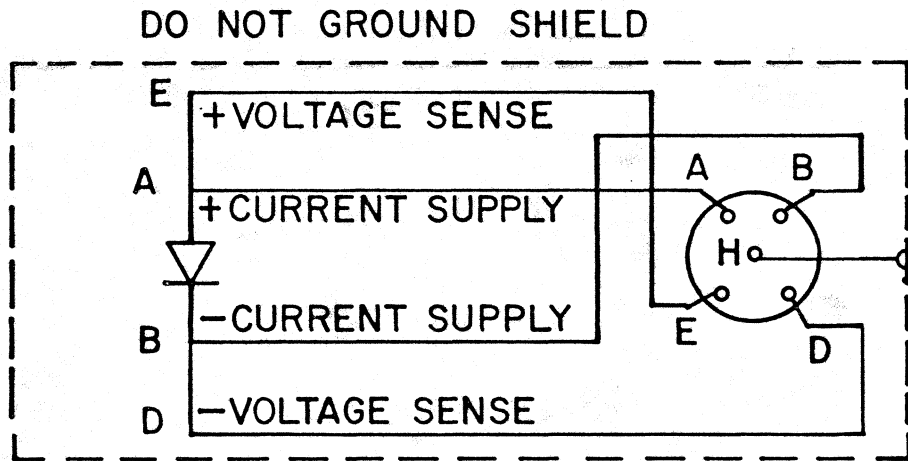 DO NOT GROUND SHIELD
E
+VOLTAGE SENSE
A
+CURRENT SUPPLY
A B
H
-CURRENT SUPPLY
B
E
D
D
-VOLTAGE SENSE